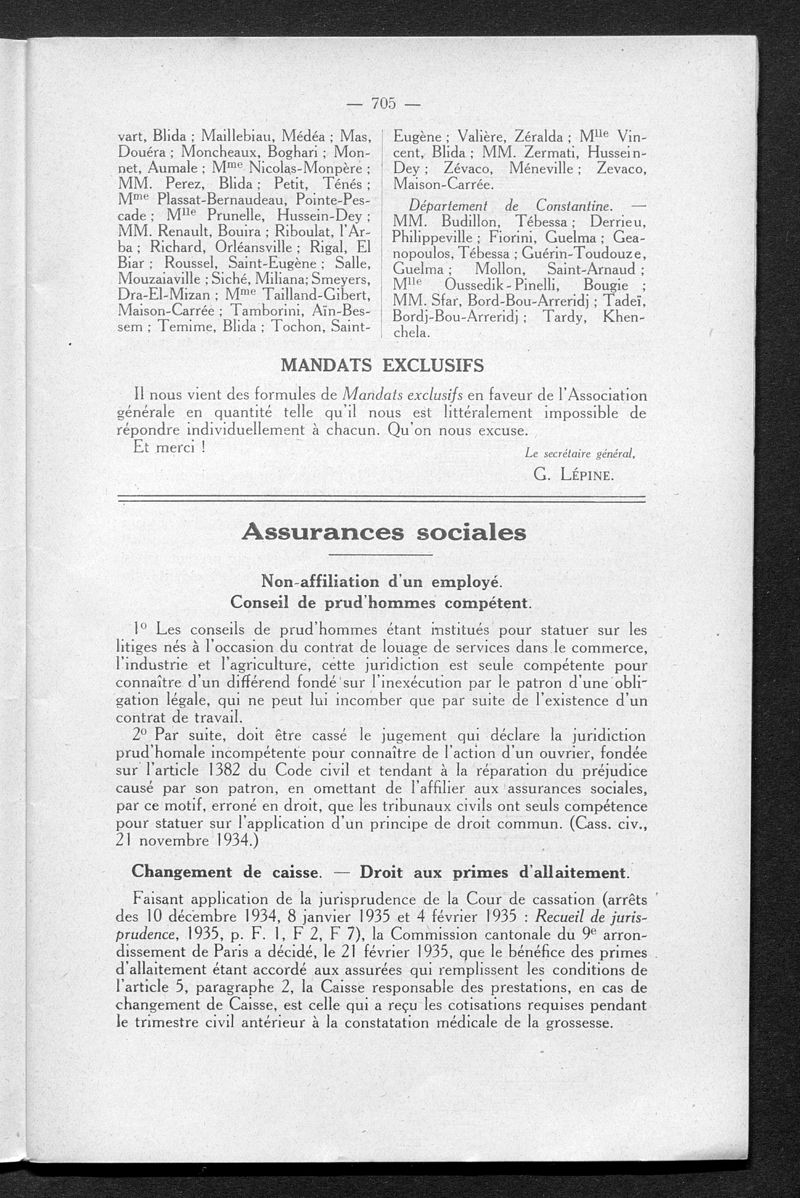 — 705 —
vart, Blida ; Maillebiau, Médéa ; Mas,
Douéra ; Moncheaux, Boghari ; Mon-
net, Aumale ; Mme Nicolas-Monpère ;
MM. Perez, Blida ; Petit, Ténés ;
Mme Plassat-Bernaudeau, Pointe-Pes-
cade ; Mlle Prunelle, Hussein-Dey ;
MM. Renault, Bouira ; Riboulat, l'Ar-
ba ; Richard, Orléansville ; Rigal, El
Biar ; Roussel, Saint-Eugène ; Salle,
Mouzaiaville ; Siché, Miliana; Smeyers,
Dra-El-Mizan ; Mme Tailland-Gibert,
Maison-Carrée ; Tamborini, Aïn-Bes-
sem ; Temime, Blida ; Tochon, Saint-
Eugène ; Valière, Zéralda ; Mlle Vin-
cent, Blida ; MM. Zermati, Hussein-
Dey ; Zévaco, Méneville ; Zevaco,
Maison-Carrée.
Département de Constantine. —
MM. Budillon, Tébessa ; Derrieu,
Philippeville ; Fiorini, Guelma ; Gea-
nopoulos, Tébessa ; Guérin-Toudouze,
Guelma ; Mollon, Saint-Arnaud ;
Mlle Oussedik-Pinelli, Bougie ;
MM. Sfar, Bord-Bou-Arreridj ; Tadeï,
Bordj-Bou-Arreridj ; Tardy, Khen-
chela.
MANDATS EXCLUSIFS
Il nous vient des formules de Mandats exclusifs en faveur de l'Association
générale en quantité telle qu'il nous est littéralement impossible de
répondre individuellement à chacun. Qu'on nous excuse.
Et merci !
Le secrétaire général,
G. LÉPINE.
Assurances sociales
Non-affiliation d'un employé.
Conseil de prud'hommes compétent.
1o Les conseils de prud'hommes étant institués pour statuer sur les
litiges nés à l'occasion du contrat de louage de services dans le commerce,
l'industrie et l'agriculture, cette juridiction est seule compétente pour
connaître d'un différend fondé sur l'inexécution par le patron d'une obli-
gation légale, qui ne peut lui incomber que par suite de l'existence d'un
contrat de travail.
2o Par suite, doit être cassé le jugement qui déclare la juridiction
prud'homale incompétente pour connaître de l'action d'un ouvrier, fondée
sur l'article 1382 du Code civil et tendant à la réparation du préjudice
causé par son patron, en omettant de l'affilier aux assurances sociales,
par ce motif, erroné en droit, que les tribunaux civils ont seuls compétence
pour statuer sur l'application d'un principe de droit commun. (Cass. civ.,
21 novembre 1934.)
Changement de caisse. — Droit aux primes d'allaitement.
Faisant application de la jurisprudence de la Cour de cassation (arrêts
des 10 décembre 1934, 8 janvier 1935 et 4 février 1935 : Recueil de juris-
prudence, 1935, p. F. 1, F 2, F 7), la Commission cantonale du 9e arron-
dissement de Paris a décidé, le 21 février 1935, que le bénéfice des primes
d'allaitement étant accordé aux assurées qui remplissent les conditions de
l'article 5, paragraphe 2, la Caisse responsable des prestations, en cas de
changement de Caisse, est celle qui a reçu les cotisations requises pendant
le trimestre civil antérieur à la constatation médicale de la grossesse.